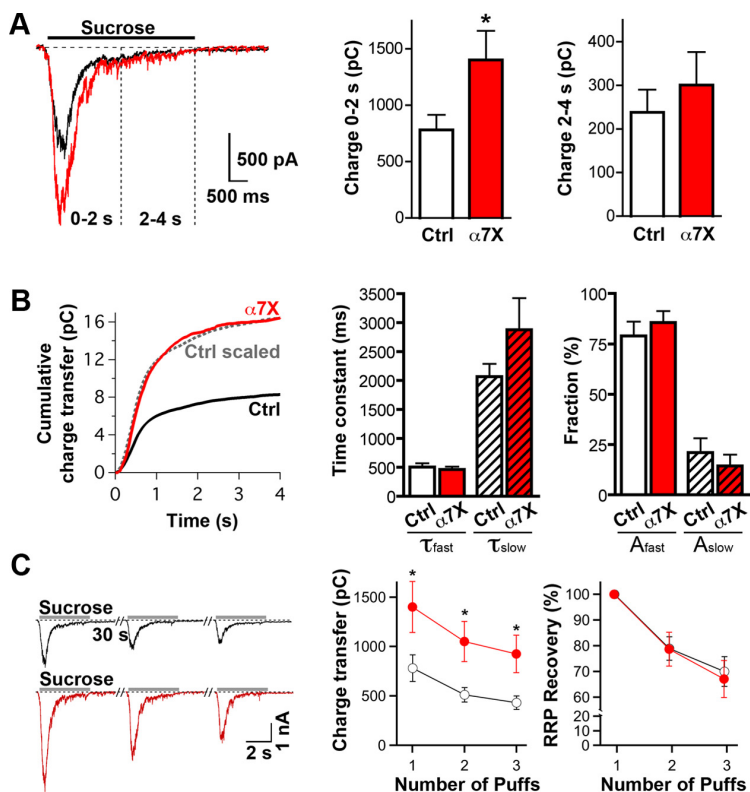 A
Sucrose
500 pA
500 ms
0-2 s
2-4 s
Charge 0-2 s (pC)
1500
1000
500
0
*
Ctrl
α7X
Charge 2-4 s (pC)
400
300
200
100
0
Ctrl
α7X
B
Cumulative
charge transfer (pC)
16
12
8
4
0
α7X
Ctrl scaled
Ctrl
0
1
2
3
4
Time (s)
Time constant (ms)
3500
3000
2500
2000
1500
1000
500
0
Ctrl
α7X
Ctrl
α7X
τfast
τslow
Fraction (%)
100
75
50
25
0
Ctrl
α7X
Ctrl
α7X
Afast
Aslow
C
Sucrose
30 s
//
//
Sucrose
//
//
2 s
1 nA
Charge transfer (pC)
1500
1000
500
0
*
*
*
1
2
3
Number of Puffs
RRP Recovery (%)
100
90
80
70
60
20
0
1
2
3
Number of Puffs